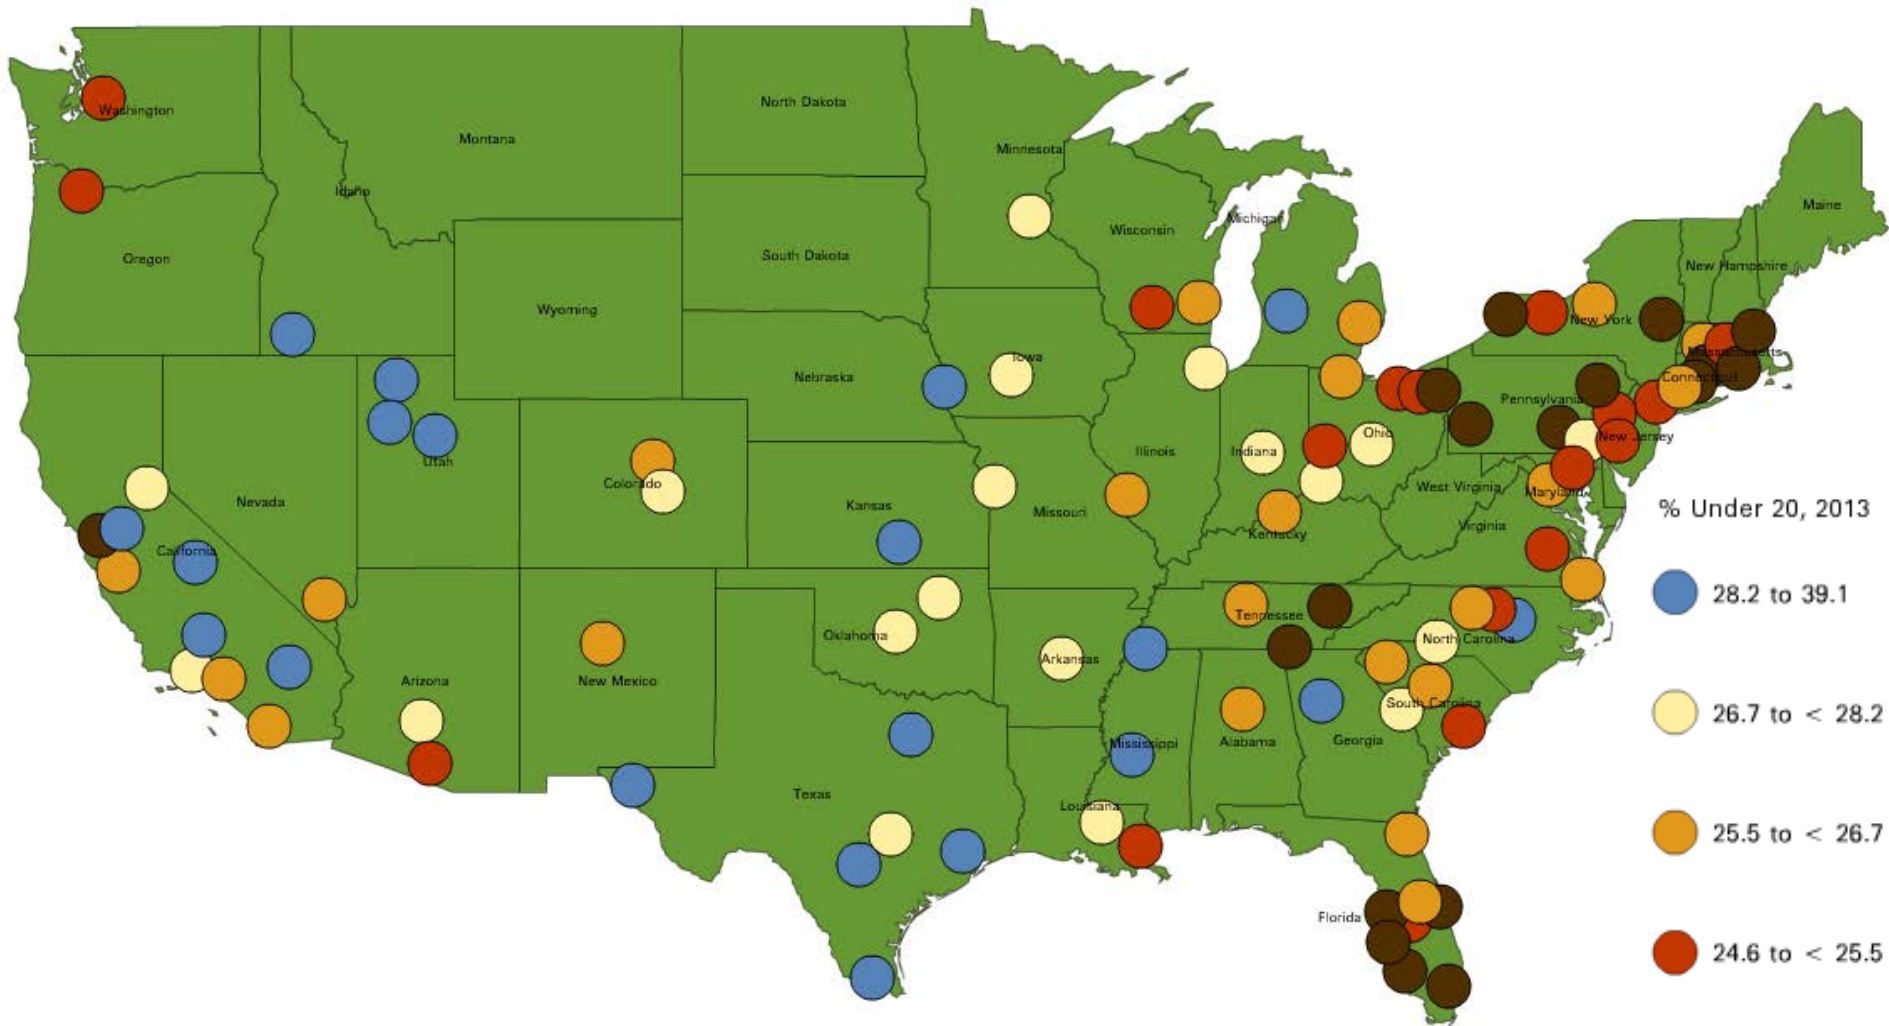 Washington
Montana
North Dakota
Minnesota
Idaho
Maine
Michigan
Wisconsin
Oregon
South Dakota
New Hampshire
Wyoming
New York
Massachusetts
Iowa
Nebraska
Connecticut
Pennsylvania
Ohio
New Jersey
Illinois
Indiana
Utah
Colorado
West Virginia
Maryland
Nevada
Kansas
Missouri
% Under 20, 2013
Virginia
Kentucky
California
28.2 to 39.1
Tennessee
Oklahoma
North Carolina
Arkansas
Arizona
New Mexico
South Carolina
26.7 to < 28.2
Mississippi
Alabama
Georgia
Texas
Louisiana
25.5 to < 26.7
Florida
24.6 to < 25.5